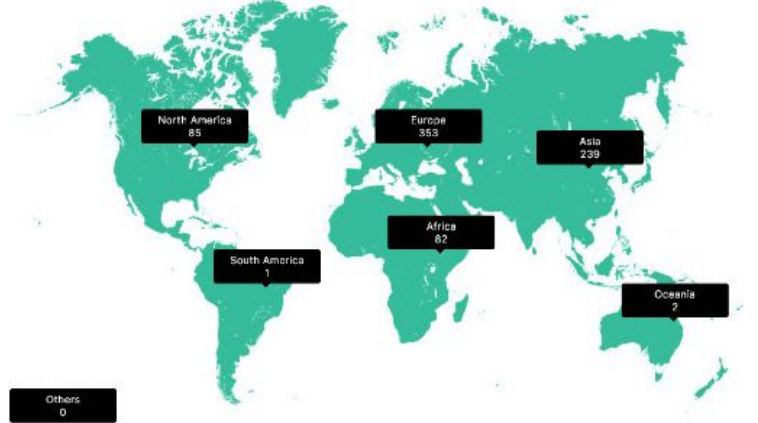 North America
85
Europe
353
Asia
239
Africa
82
South America
1
Oceania
2
Others
0